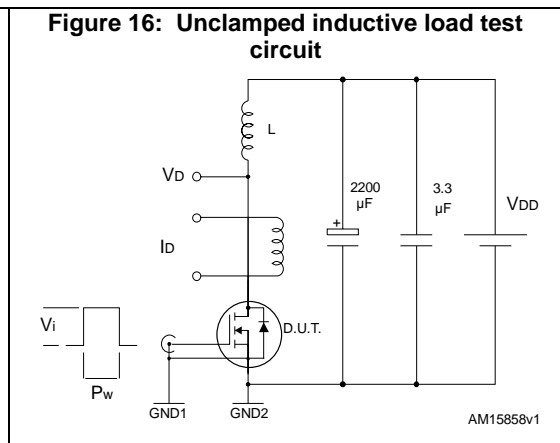 Figure 16: Unclamped inductive load test
circuit
L
VD
2200
µF
3.3
µF
VDD
+
ID
Vi
D.U.T.
Pw
GND1
GND2
AM15858v1